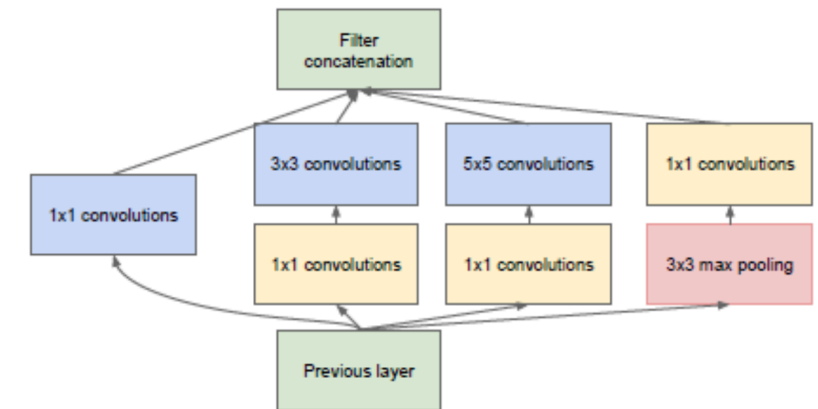 Filter
concatenation
3x3 convolutions
5x5 convolutions
1x1 convolutions
1x1 convolutions
1x1 convolutions
1x1 convolutions
3x3 max pooling
Previous layer